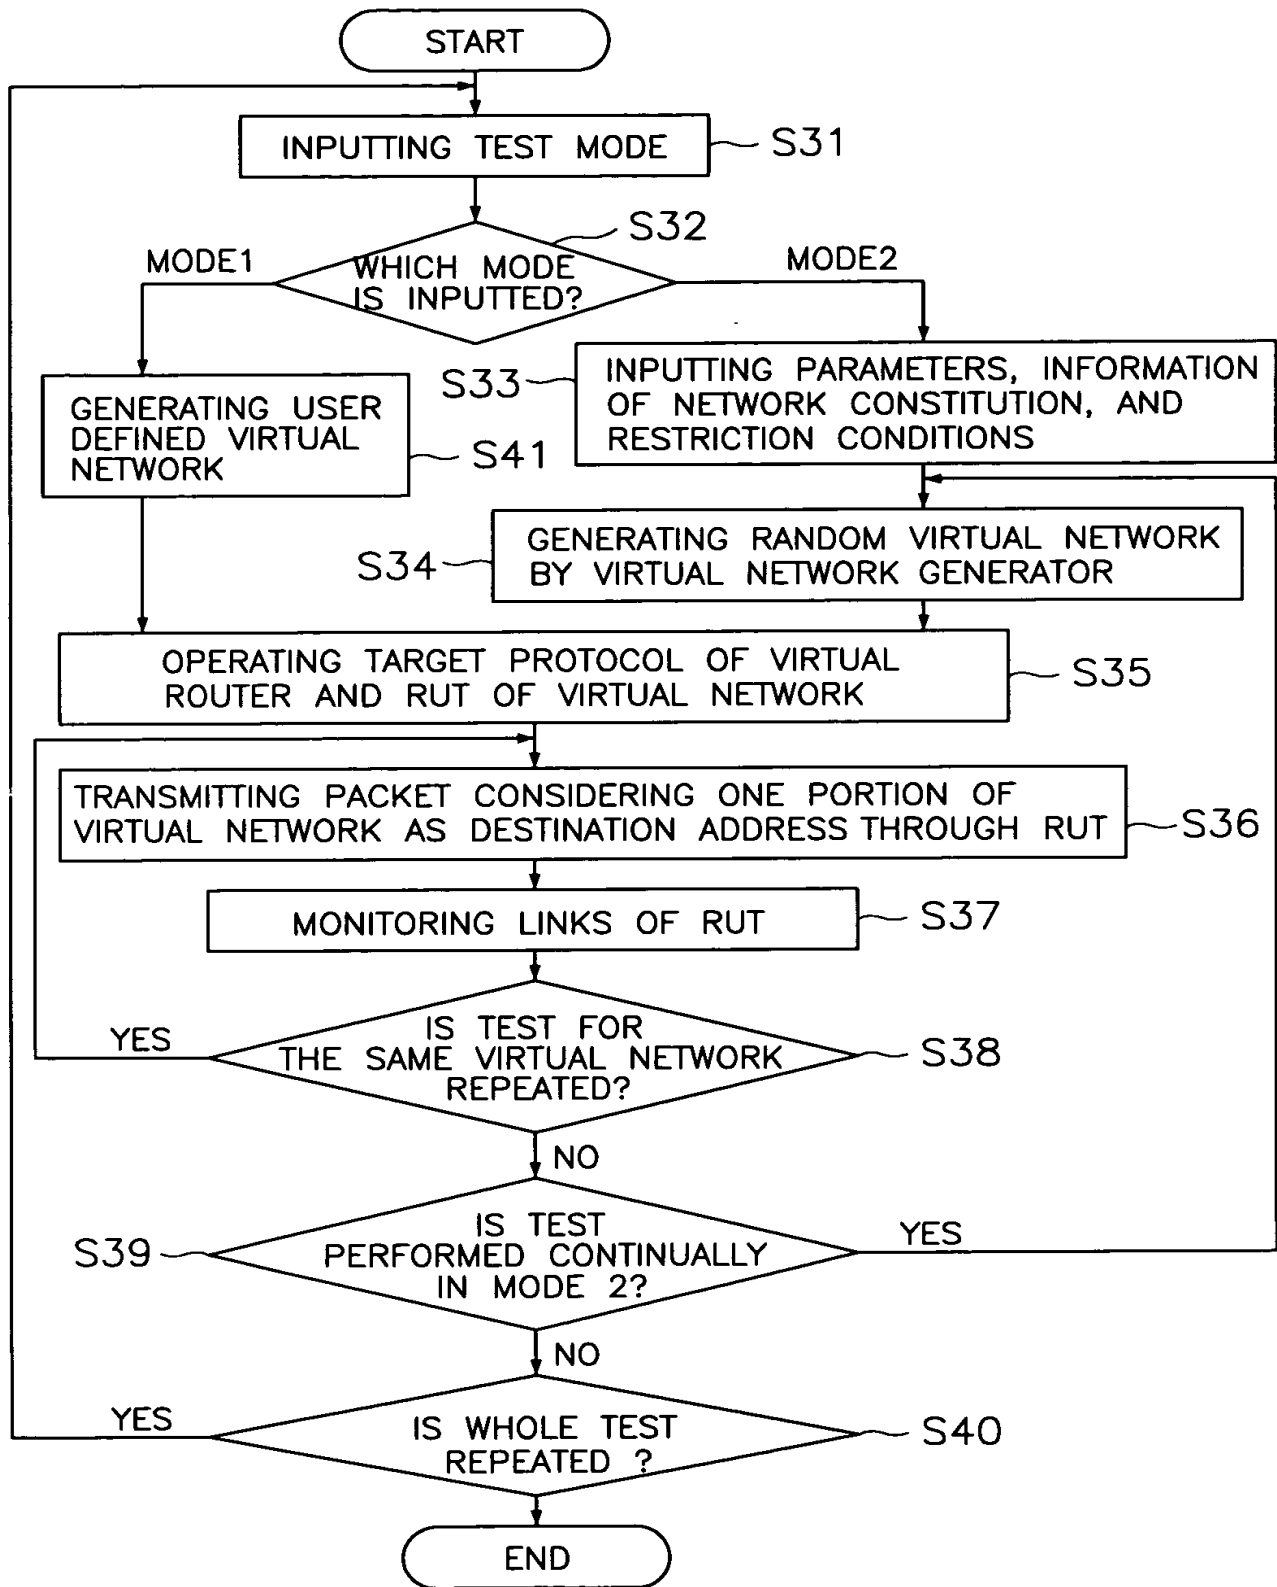 START
INPUTTING TEST MODE
S31
S32
MODE1
WHICH MODE
IS INPUTTED?
MODE2
S33
INPUTTING PARAMETERS, INFORMATION
OF NETWORK CONSTITUTION, AND
RESTRICTION CONDITIONS
GENERATING USER
DEFINED VIRTUAL
NETWORK
S41
S34
GENERATING RANDOM VIRTUAL NETWORK
BY VIRTUAL NETWORK GENERATOR
OPERATING TARGET PROTOCOL OF VIRTUAL
ROUTER AND RUT OF VIRTUAL NETWORK
S35
TRANSMITTING PACKET CONSIDERING ONE PORTION OF
VIRTUAL NETWORK AS DESTINATION ADDRESS THROUGH RUT
S36
MONITORING LINKS OF RUT
S37
YES
IS TEST FOR
THE SAME VIRTUAL NETWORK
REPEATED?
S38
NO
S39
IS TEST
PERFORMED CONTINUALLY
IN MODE 2?
YES
NO
YES
IS WHOLE TEST
REPEATED ?
S40
END